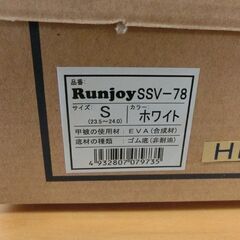 品番
Runjoy SSV-78
サイズ カラー
S ホワイト
(23.5~24.0)
甲被の使用材 EVA(合成材)
底材の種類 ゴム底(非耐油)
4 932807 079735